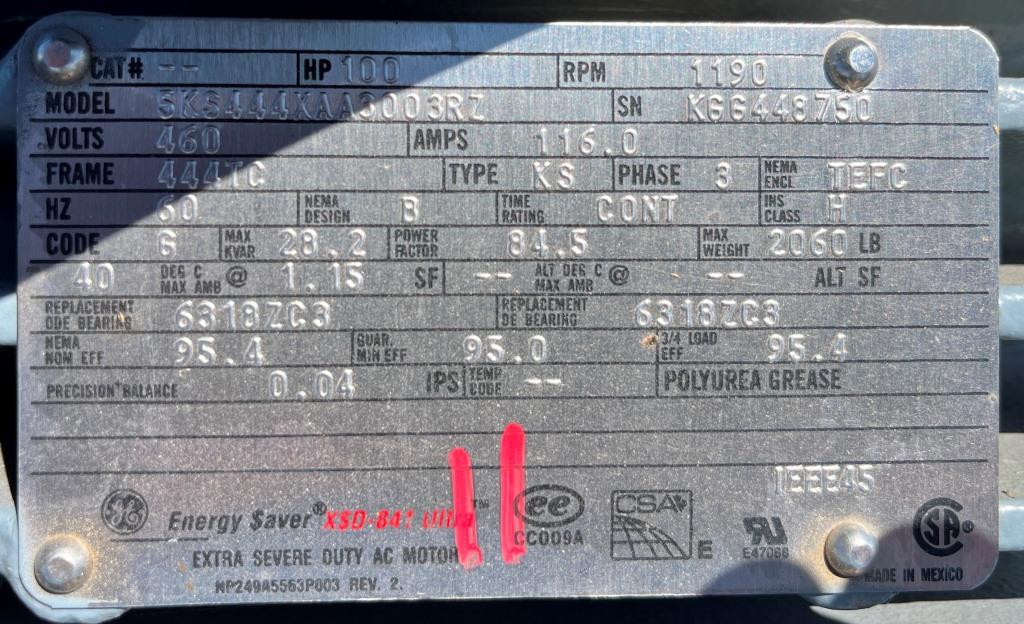 CAT# -- HP 100 RPM 1190
MODEL 5KS444XAA3003RZ SN KGG448750
VOLTS 460 AMPS 116.0
FRAME 444TC TYPE KS PHASE 3 NEMA ENCL TEFC
HZ 60 NEMA DESIGN B TIME RATING CONT INS CLASS H
CODE G MAX KVAR 28.2 POWER FACTOR 84.5 MAX WEIGHT 2060 LB
40 DEG C MAX AMB @ 1.15 SF -- ALT DEG C MAX AMB @ -- ALT SF
REPLACEMENT ODE BEARING 6318ZC3 REPLACEMENT DE BEARING 6318ZC3
NEMA NOM EFF 95.4 GUAR. MIN EFF 95.0 3/4 LOAD EFF 95.4
PRECISION BALANCE 0.04 IPS TEMP CODE -- POLYUREA GREASE
IEEE45
GE Energy $aver® X$D-841 Ultra™ ee CSA SA®
CC009A E E47068
EXTRA SEVERE DUTY AC MOTOR
NP249A5563P003 REV. 2. MADE IN MEXICO